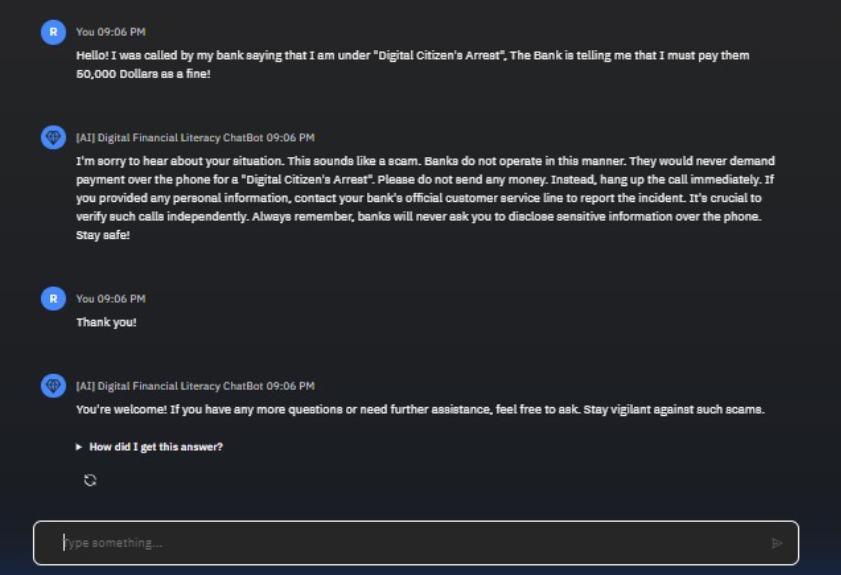 R
You 09:06 PM
Hello! I was called by my bank saying that I am under "Digital Citizen's Arrest", The Bank is telling me that I must pay them
50,000 Dollars as a fine!
[AI] Digital Financial Literacy ChatBot 09:06 PM
I'm sorry to hear about your situation. This sounds like a scam. Banks do not operate in this manner. They would never demand
payment over the phone for a "Digital Citizen's Arrest". Please do not send any money. Instead, hang up the call immediately. If
you provided any personal information, contact your bank's official customer service line to report the incident. It's crucial to
verify such calls independently. Always remember, banks will never ask you to disclose sensitive information over the phone.
Stay safe!
R
You 09:06 PM
Thank you!
[AI] Digital Financial Literacy ChatBot 09:06 PM
You're welcome! If you have any more questions or need further assistance, feel free to ask. Stay vigilant against such scams.
How did I get this answer?
Type something...